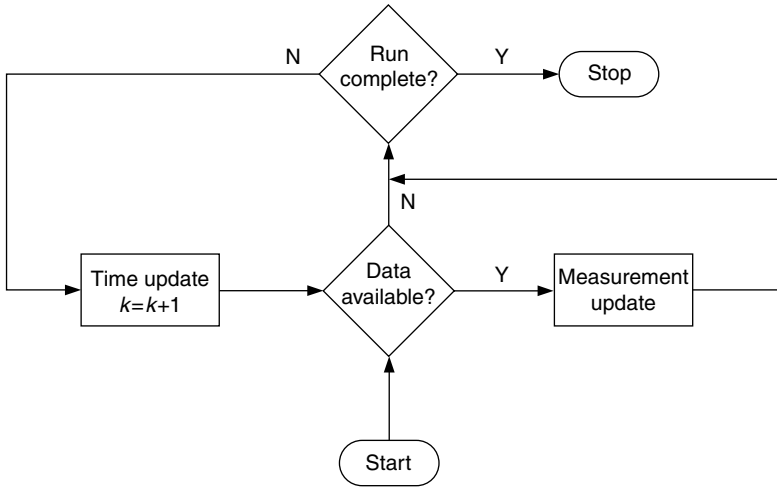 N
Run
complete?
Y
Stop
N
Time update
k=k+1
Data
available?
Y
Measurement
update
Start